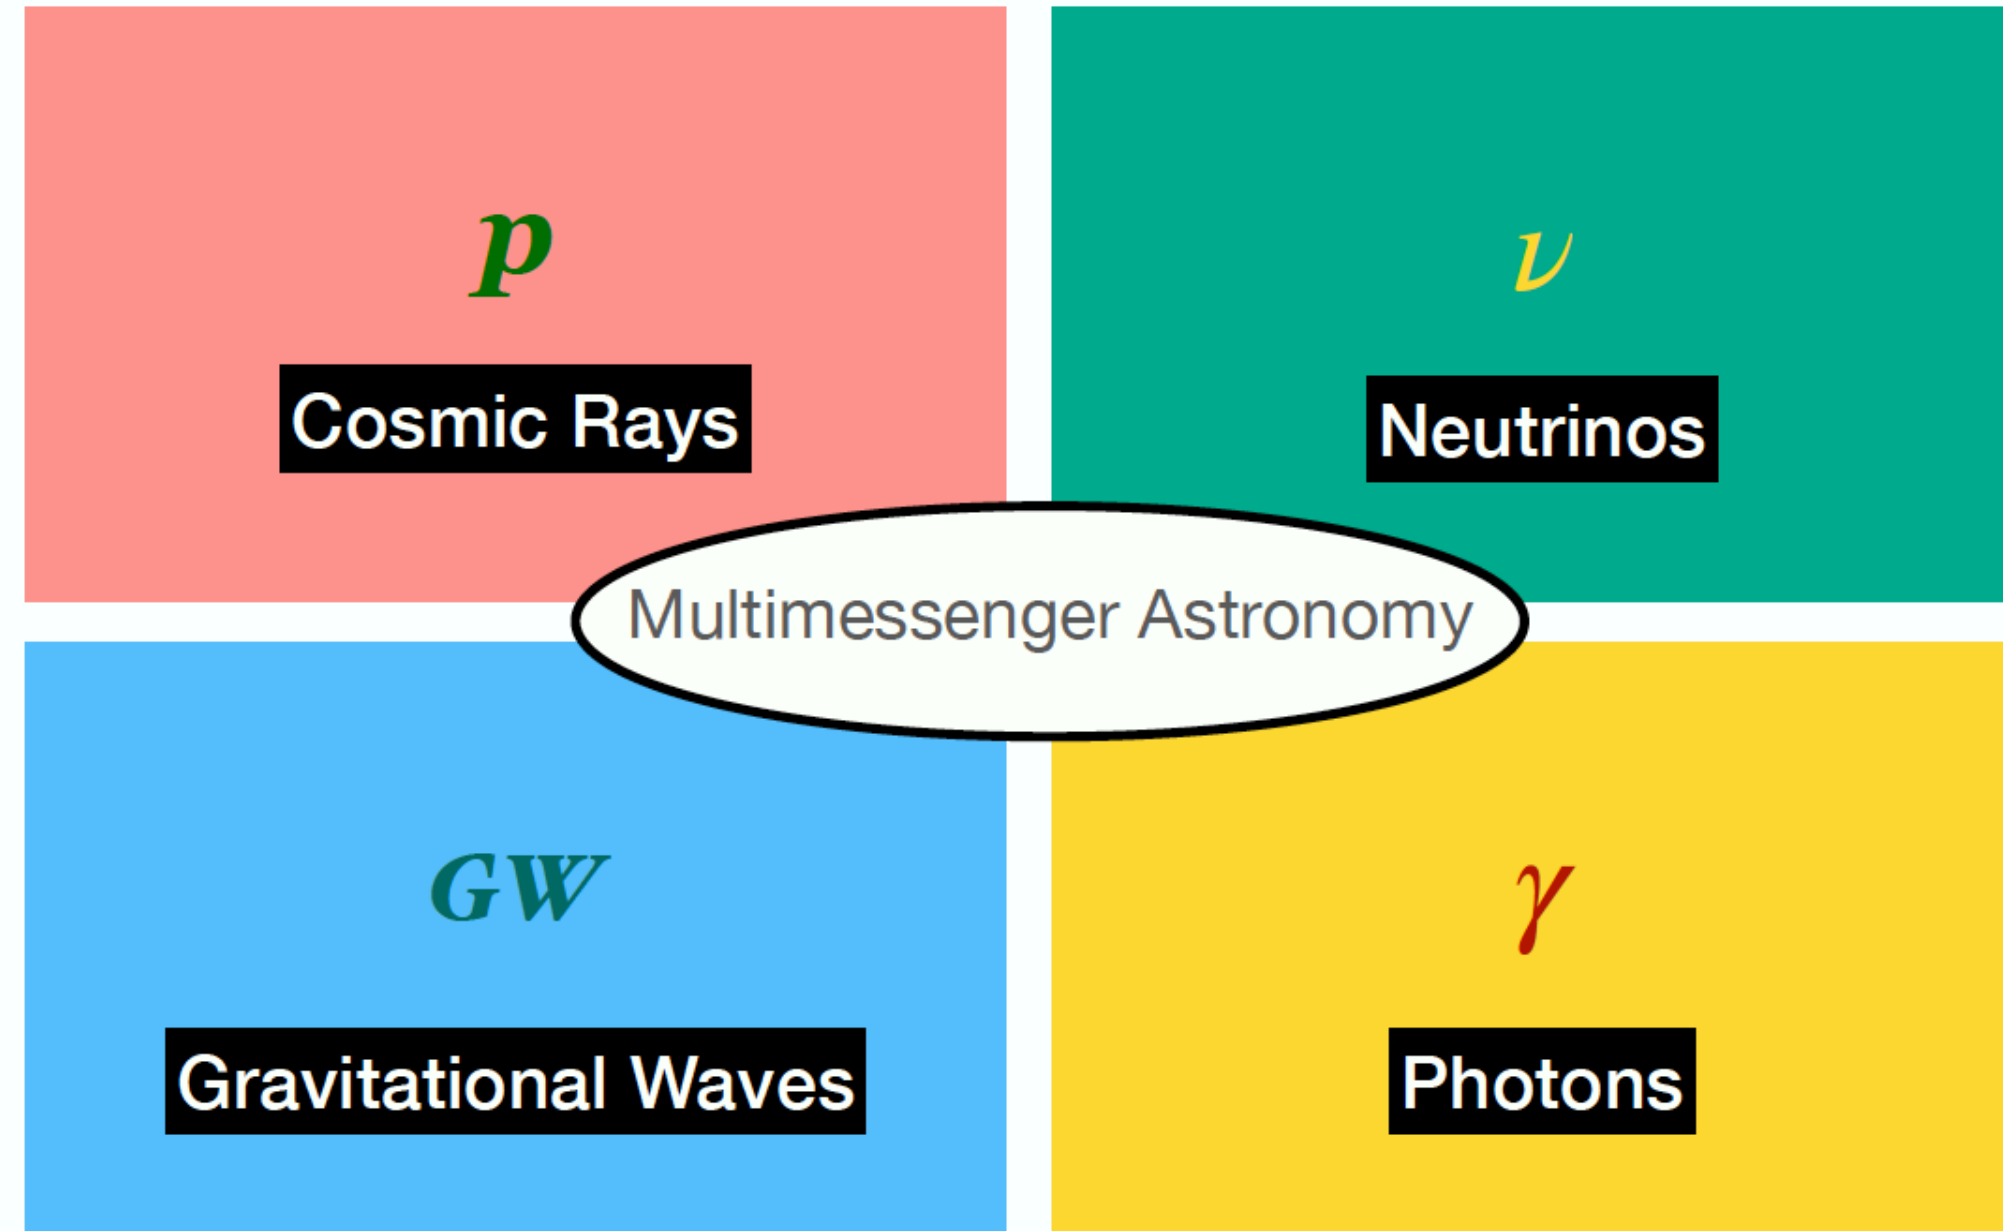 p
ν
Cosmic Rays
Neutrinos
Multimessenger Astronomy
GW
γ
Gravitational Waves
Photons